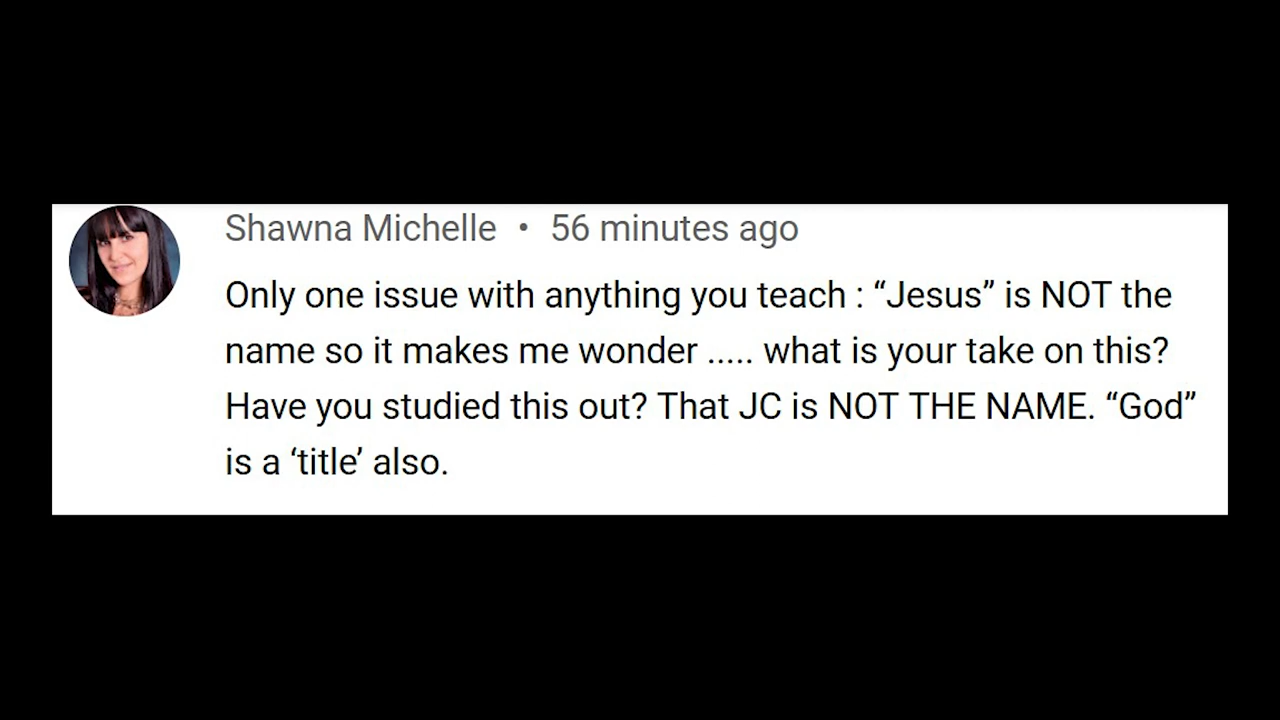 Shawna Michelle • 56 minutes ago
Only one issue with anything you teach : “Jesus” is NOT the
name so it makes me wonder ..... what is your take on this?
Have you studied this out? That JC is NOT THE NAME. “God”
is a ‘title’ also.